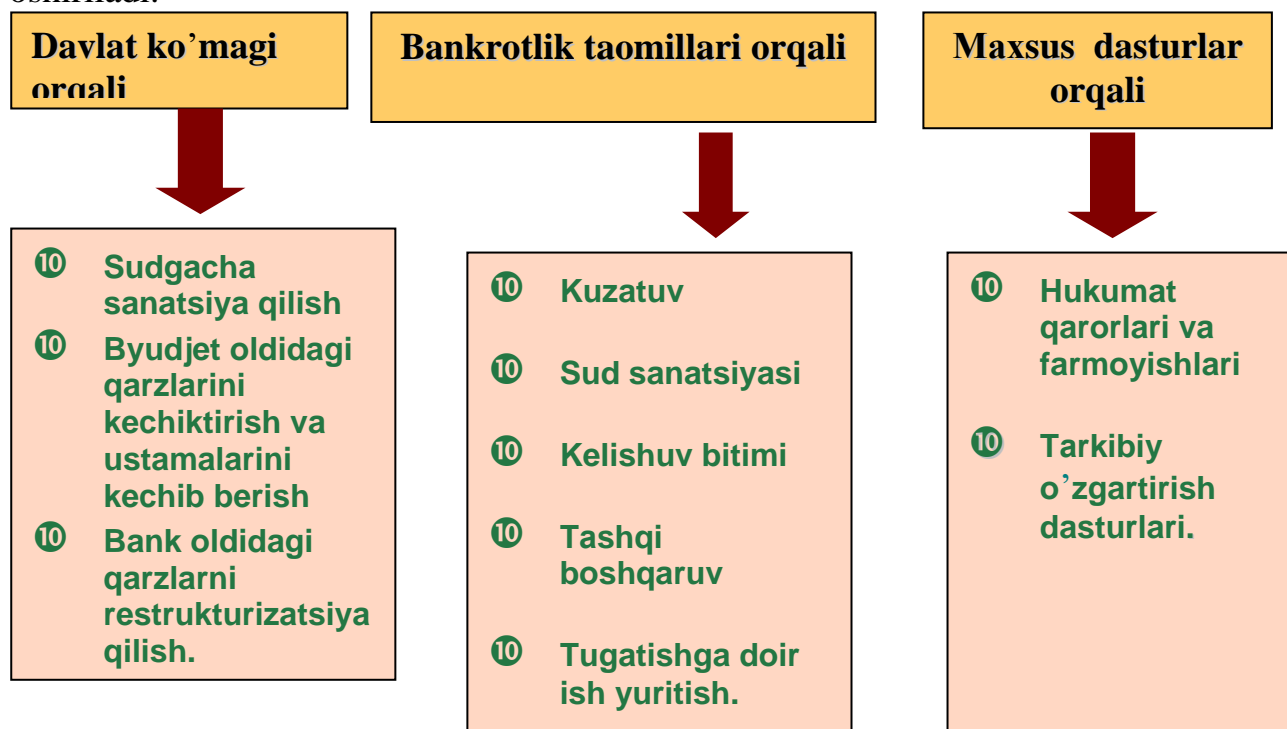 Davlat ko’magi
orqali
Bankrotlik taomillari orqali
Maxsus dasturlar
orqali
❿ Sudgacha
sanatsiya qilish
❿ Byudjet oldidagi
qarzlarini
kechiktirish va
ustamalarini
kechib berish
❿ Bank oldidagi
qarzlarni
restrukturizatsiya
qilish.
❿ Kuzatuv
❿ Sud sanatsiyasi
❿ Kelishuv bitimi
❿ Tashqi
boshqaruv
❿ Tugatishga doir
ish yuritish.
❿ Hukumat
qarorlari va
farmoyishlari
❿ Tarkibiy
o’zgartirish
dasturlari.